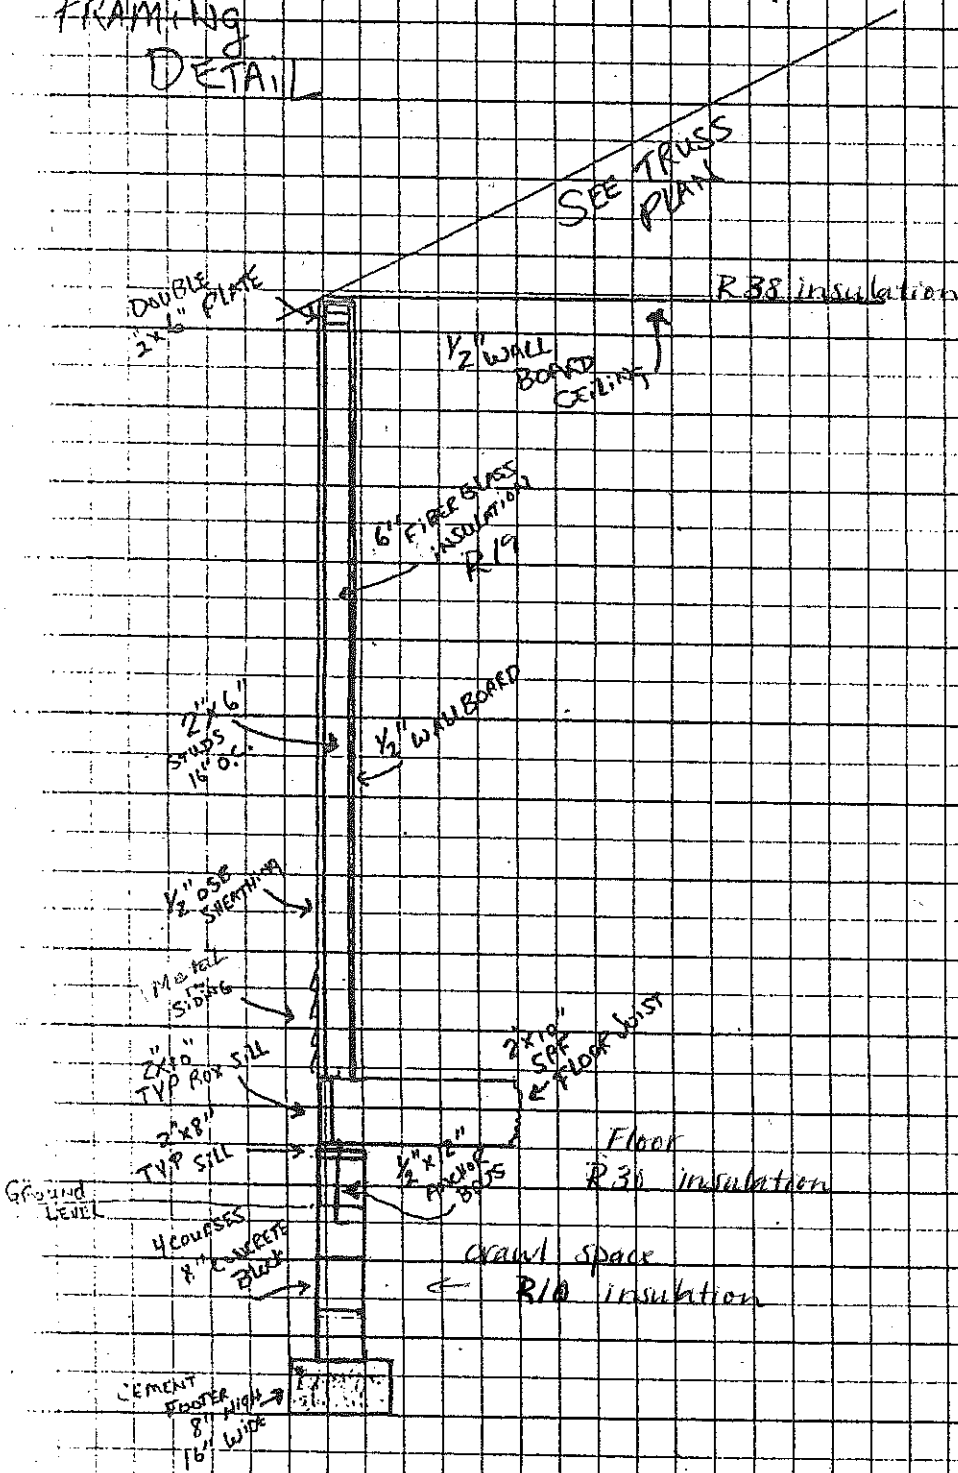 FRAMING
DETAIL
SEE TRUSS
PLAN
DOUBLE
2"x6" PLATE
R 38 insulation
1/2" WALL
BOARD
CEILING
6" FIBERGLASS
INSULATION
R 19
2"x6"
STUDS
16" O.C.
1/2" WALLBOARD
1/2" OSB
SHEATHING
Metal
SIDING
2"x10"
SPF
FLOOR JOIST
2"x10"
TYP BOX SILL
2"x8"
TYP SILL
1/2" x 12"
ANCHOR
BOLTS
Floor
R30 insulation
Ground
LEVEL
4 COURSES
8" CONCRETE
Block
crawl space
R10 insulation
CEMENT
FOOTER
8" HIGH
16" WIDE